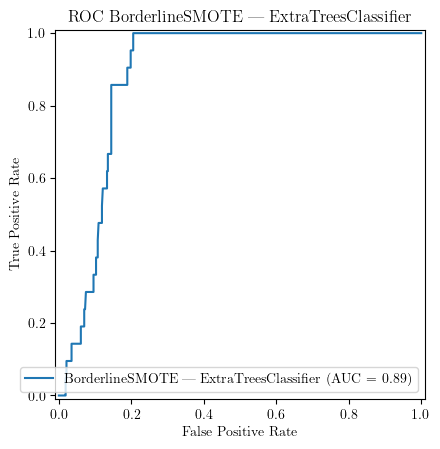 ROC BorderlineSMOTE — ExtraTreesClassifier
1.0
0.8
0.6
0.4
0.2
0.0
True Positive Rate
BorderlineSMOTE — ExtraTreesClassifier (AUC = 0.89)
0.0 0.2 0.4 0.6 0.8 1.0
False Positive Rate